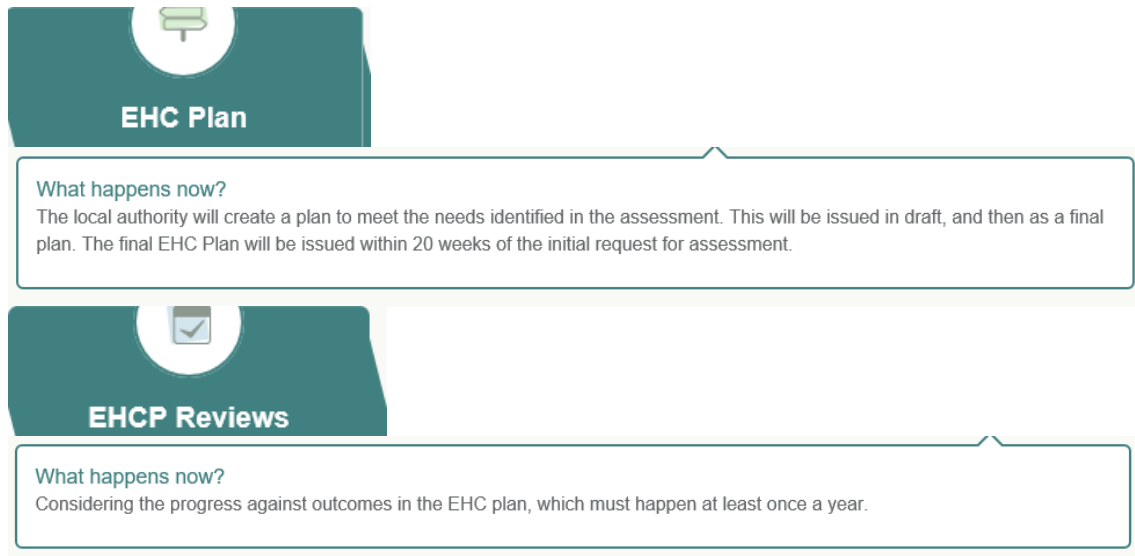 EHC Plan
What happens now?
The local authority will create a plan to meet the needs identified in the assessment. This will be issued in draft, and then as a final
plan. The final EHC Plan will be issued within 20 weeks of the initial request for assessment.
EHCP Reviews
What happens now?
Considering the progress against outcomes in the EHC plan, which must happen at least once a year.